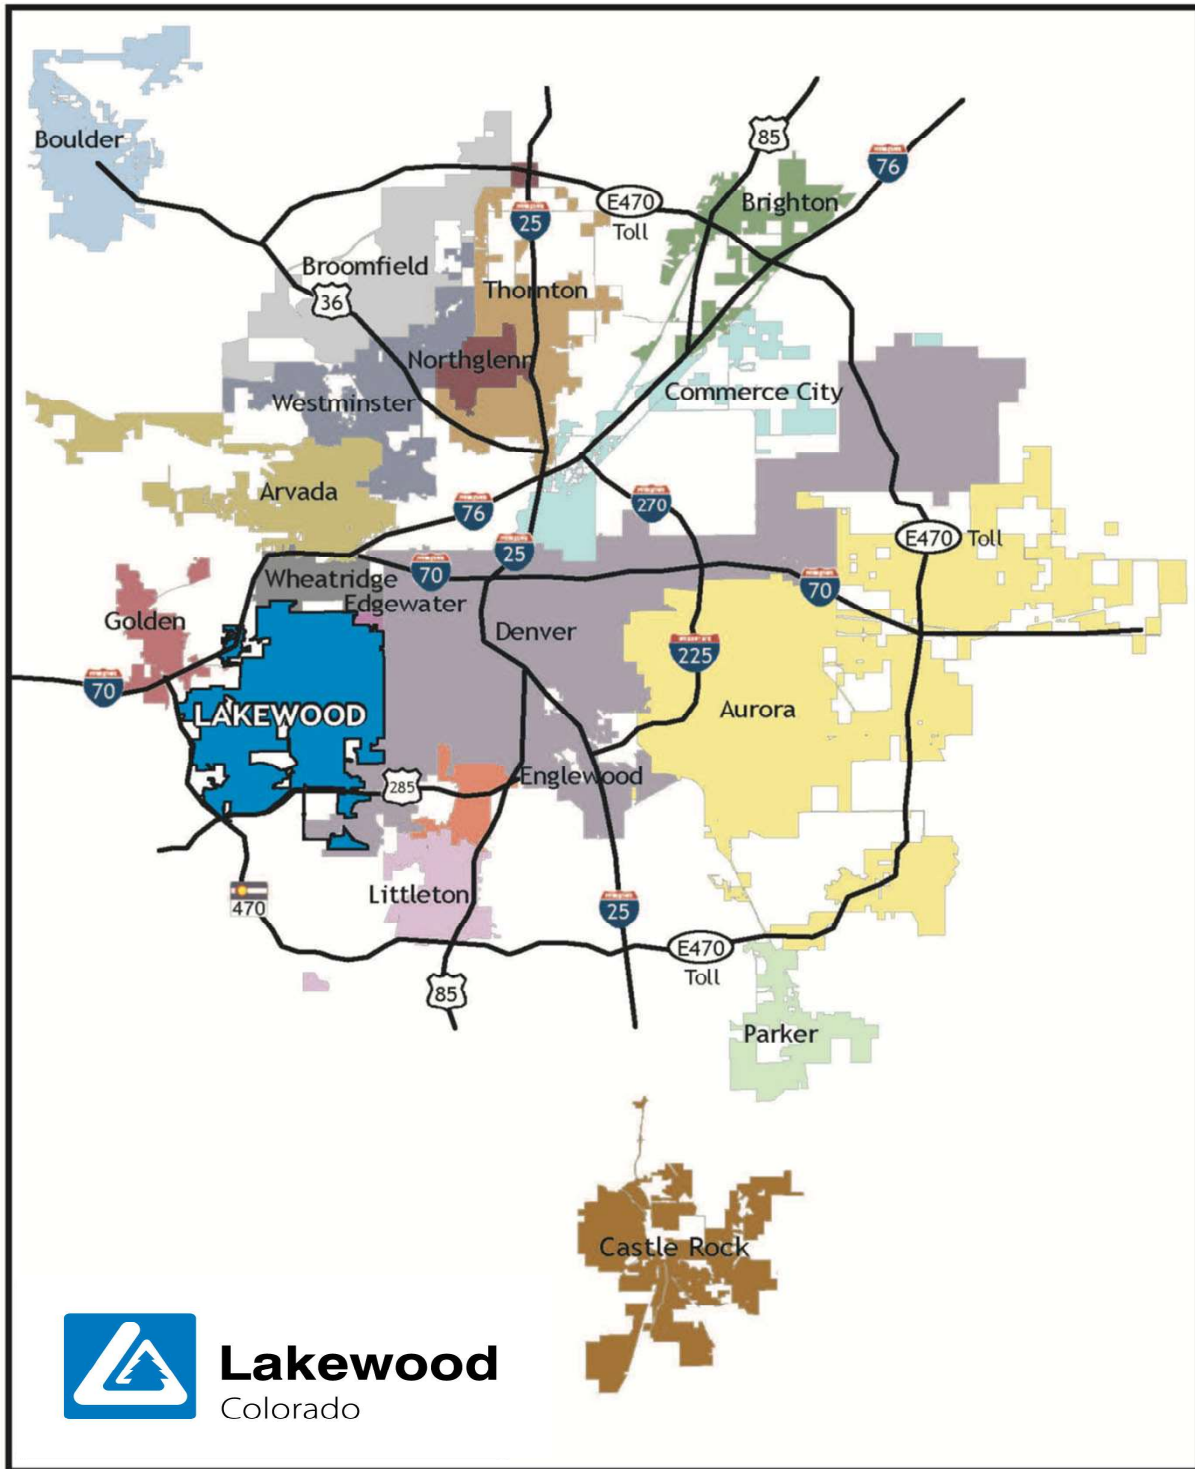 Boulder
85
76
E470
Toll
Brighton
25
Broomfield
36
Thornton
Northglenn
Westminster
Commerce City
Arvada
76
270
25
E470
Toll
Wheatridge
70
70
Edgewater
Golden
Denver
225
70
LAKEWOOD
Aurora
285
Englewood
470
Littleton
25
E470
Toll
85
Parker
Castle Rock
Lakewood
Colorado